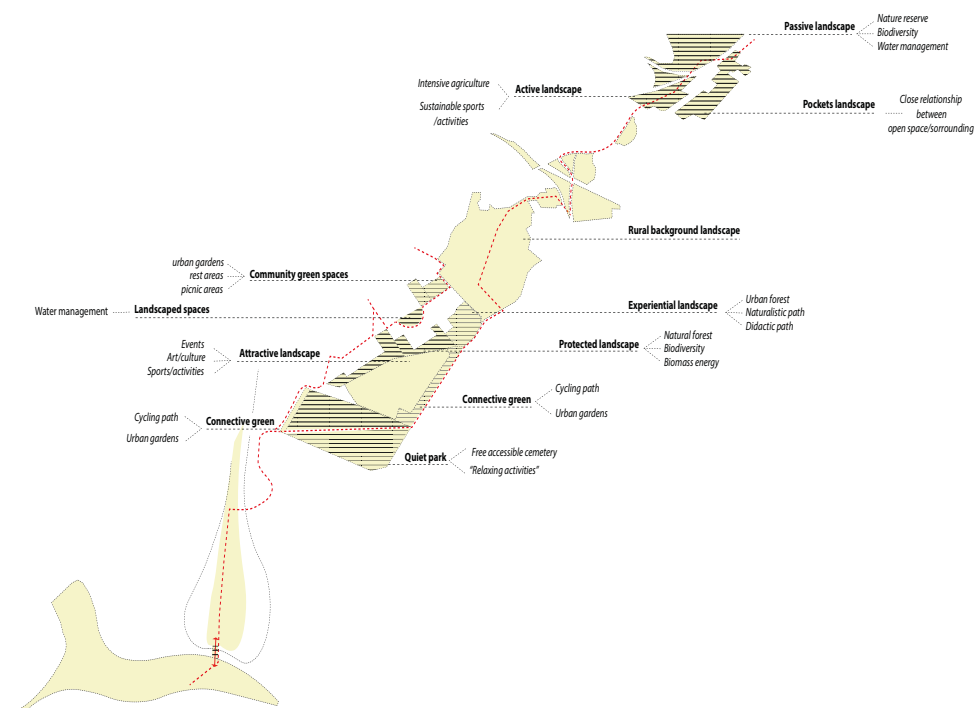 Passive landscape
Nature reserve
Biodiversity
Water management
Intensive agriculture
Active landscape
Sustainable sports
/activities
Pockets landscape
Close relationship
between
open space/sorrounding
Rural background landscape
urban gardens
rest areas
picnic areas
Community green spaces
Water management
Landscaped spaces
Experiential landscape
Urban forest
Naturalistic path
Didactic path
Events
Art/culture
Sports/activities
Attractive landscape
Protected landscape
Natural forest
Biodiversity
Biomass energy
Connective green
Cycling path
Urban gardens
Cycling path
Urban gardens
Connective green
Quiet park
Free accessible cemetery
"Relaxing activities"